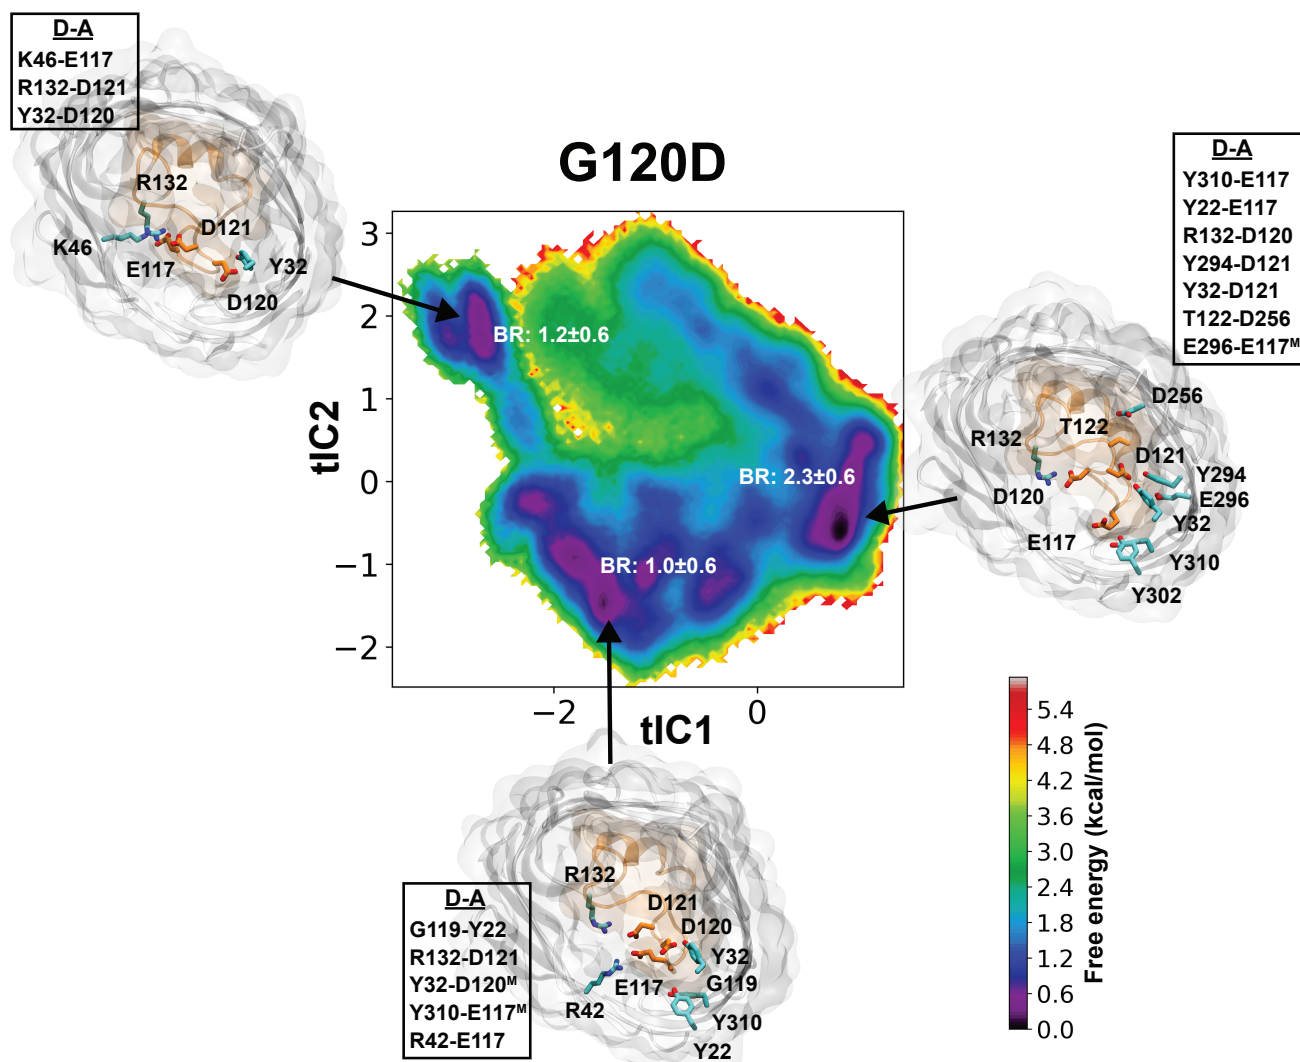 D-A
K46-E117
R132-D121
Y32-D120
R132
K46
D121
E117
Y32
D120
G120D
D-A
Y310-E117
Y22-E117
R132-D120
Y294-D121
Y32-D121
T122-D256
E296-E117ᴹ
D256
T122
R132
D121
Y294
D120
E296
Y32
E117
Y310
Y302
3
2
1
0
−1
−2
tIC2
BR: 1.2±0.6
BR: 2.3±0.6
BR: 1.0±0.6
−2
0
tIC1
5.4
4.8
4.2
3.6
3.0
2.4
1.8
1.2
0.6
0.0
Free energy (kcal/mol)
D-A
G119-Y22
R132-D121
Y32-D120ᴹ
Y310-E117ᴹ
R42-E117
R132
D121
D120
Y32
E117
G119
R42
Y310
Y22